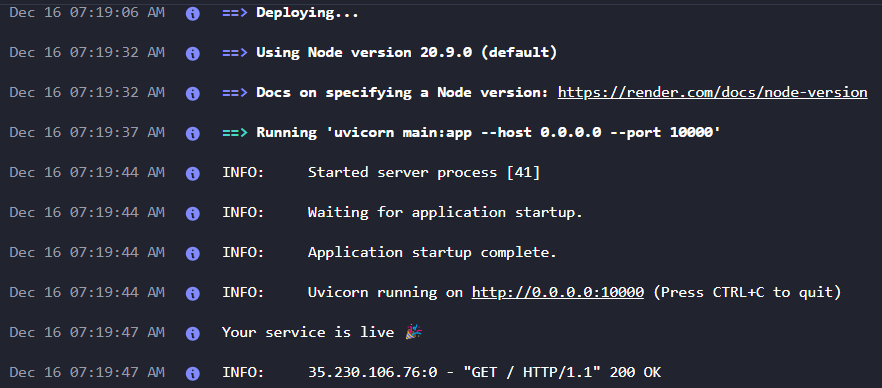 Dec 16 07:19:06 AM ==> Deploying...
Dec 16 07:19:32 AM ==> Using Node version 20.9.0 (default)
Dec 16 07:19:32 AM ==> Docs on specifying a Node version: https://render.com/docs/node-version
Dec 16 07:19:37 AM ==> Running 'uvicorn main:app --host 0.0.0.0 --port 10000'
Dec 16 07:19:44 AM INFO:     Started server process [41]
Dec 16 07:19:44 AM INFO:     Waiting for application startup.
Dec 16 07:19:44 AM INFO:     Application startup complete.
Dec 16 07:19:44 AM INFO:     Uvicorn running on http://0.0.0.0:10000 (Press CTRL+C to quit)
Dec 16 07:19:47 AM Your service is live 🎉
Dec 16 07:19:47 AM INFO:     35.230.106.76:0 - "GET / HTTP/1.1" 200 OK